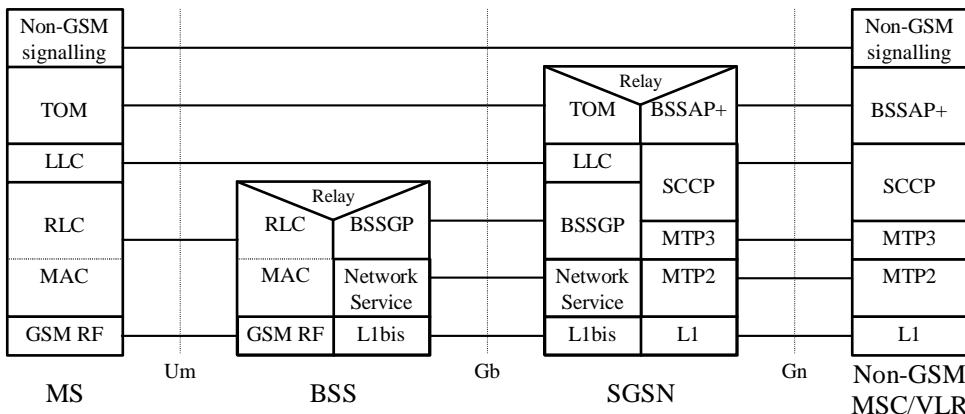 Non-GSM
signalling
TOM
LLC
RLC
MAC
GSM RF
MS
Um
Relay
RLC
BSSGP
MAC
Network
Service
GSM RF
L1bis
BSS
Gb
Relay
TOM
BSSAP+
LLC
SCCP
BSSGP
MTP3
Network
Service
MTP2
L1bis
L1
SGSN
Gn
Non-GSM
signalling
BSSAP+
SCCP
MTP3
MTP2
L1
Non-GSM
MSC/VLR